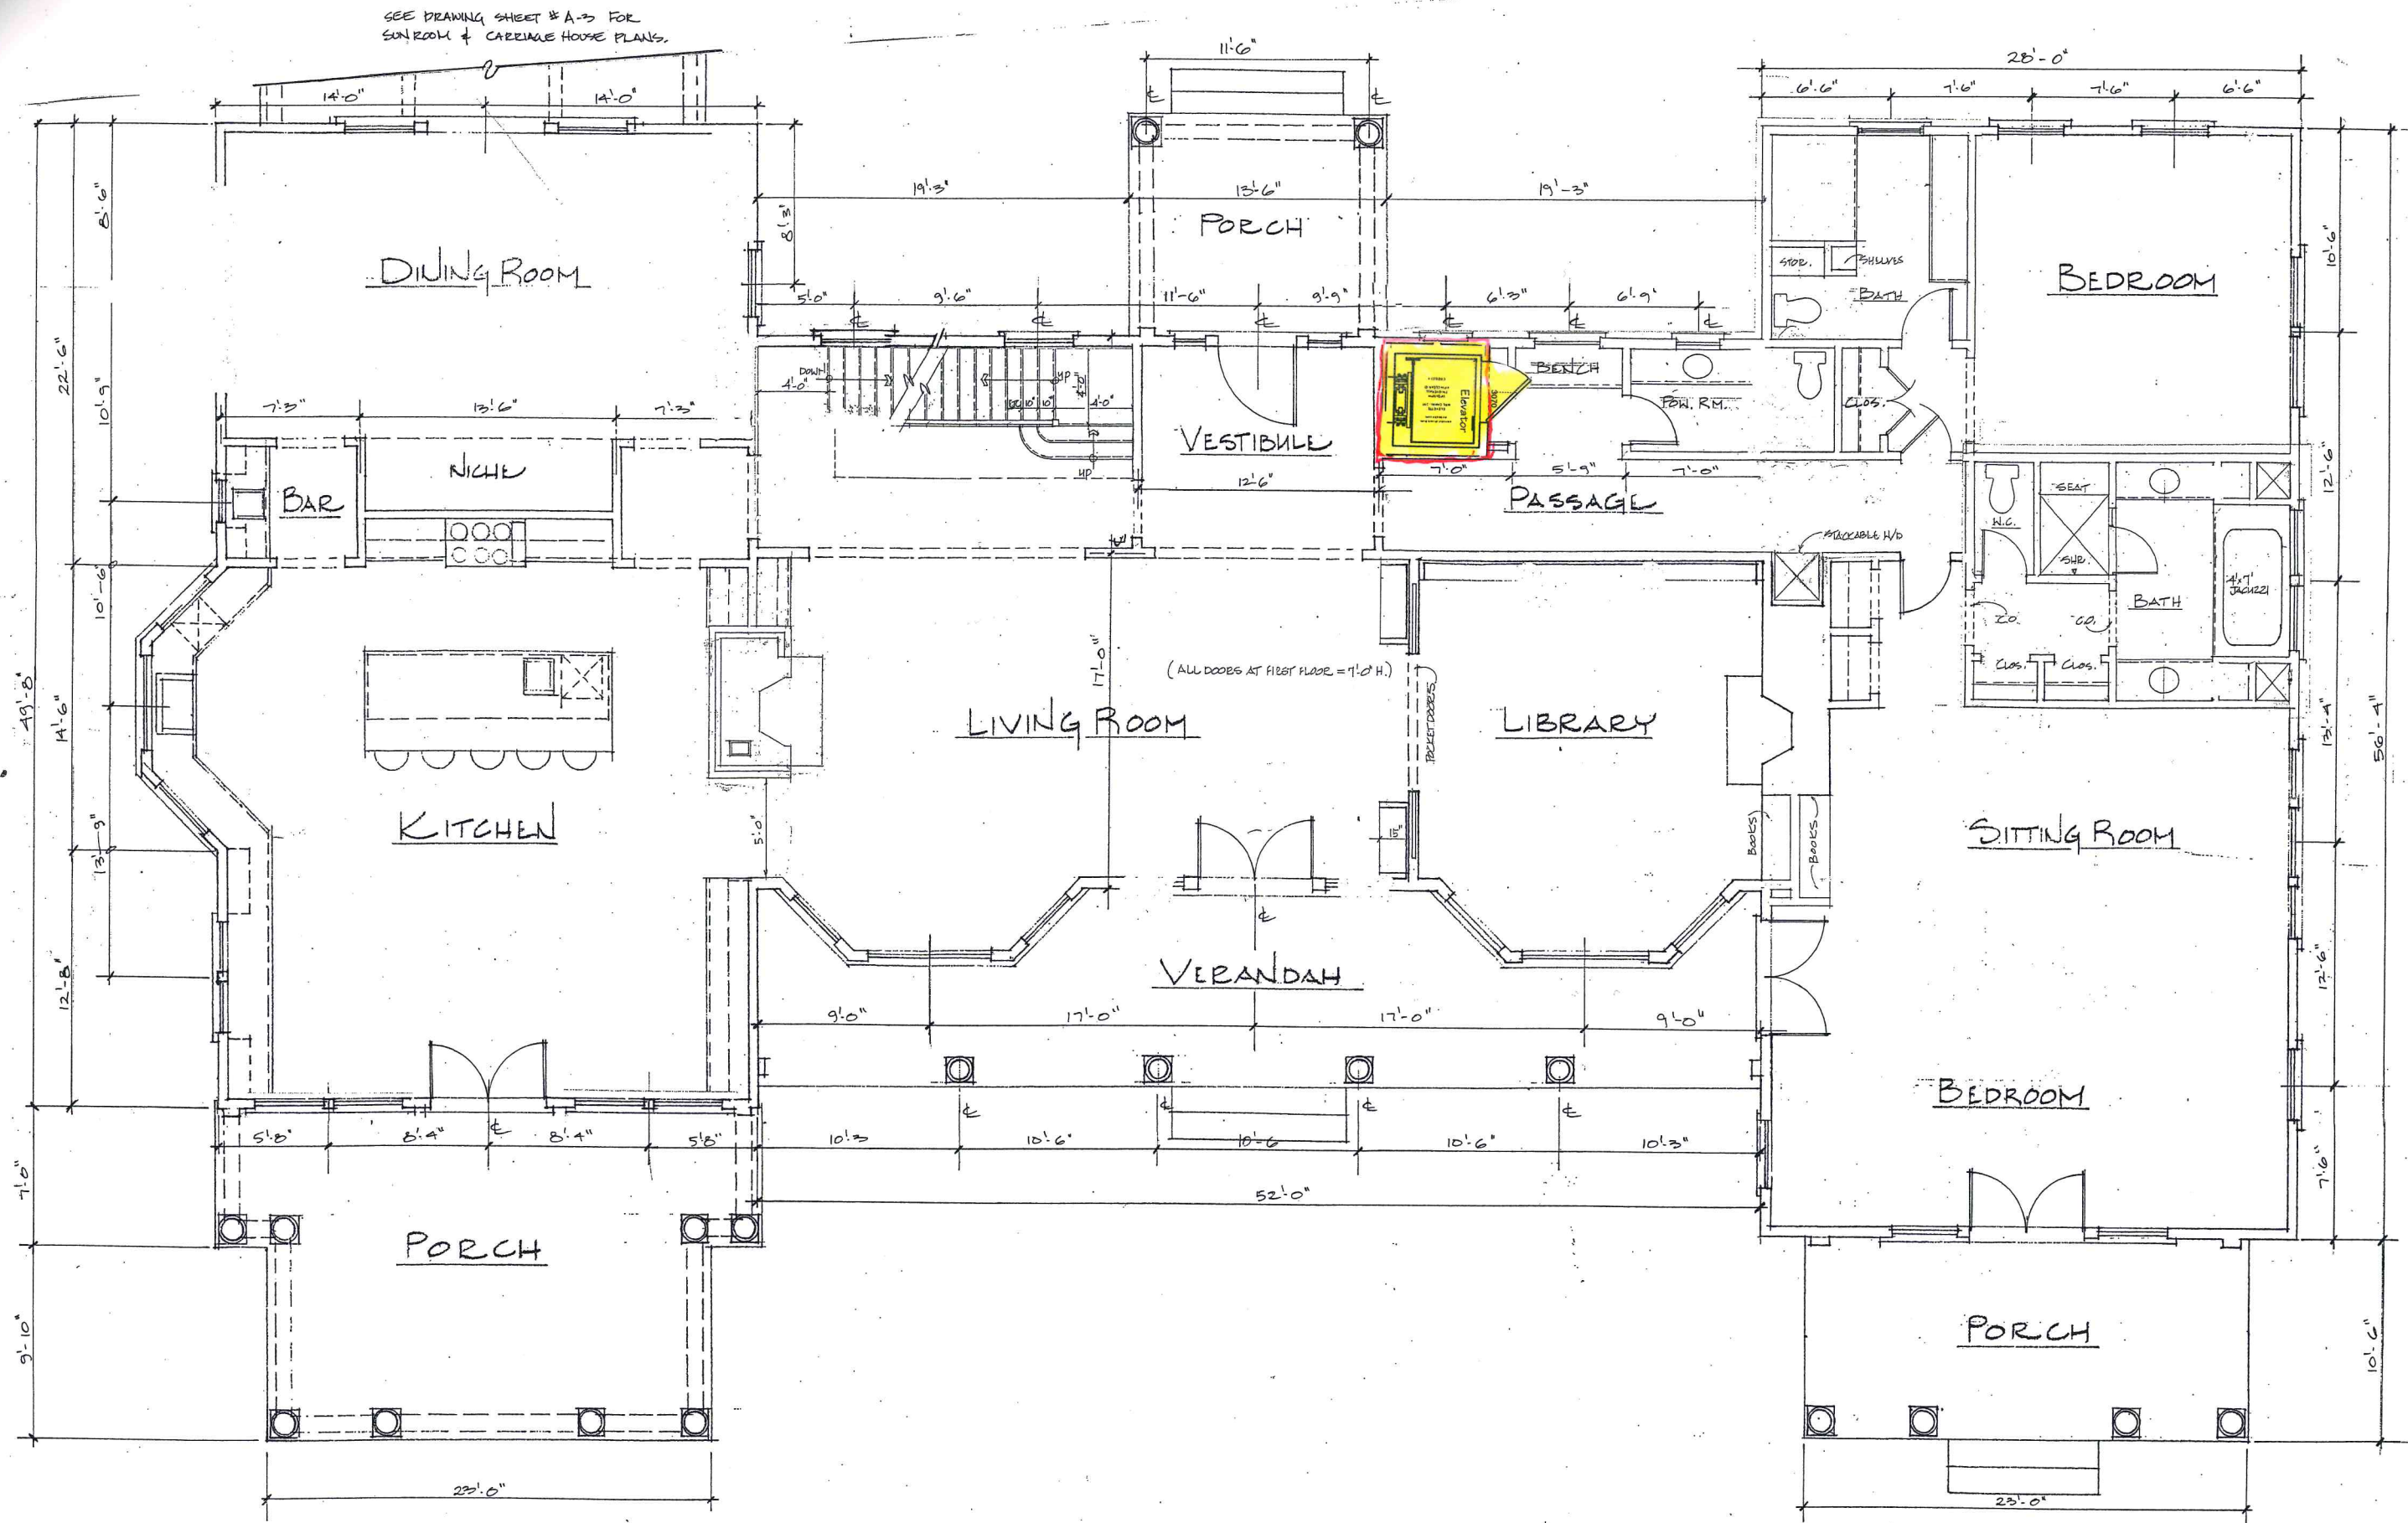 SEE DRAWING SHEET # A-3 FOR
SUNROOM & CARRIAGE HOUSE PLANS.
11'-6"
28'-0"
14'-0" 14'-0"
6'-6" 7'-6" 7'-6" 6'-6"
8'-6"
8'-3"
19'-3" 13'-6" 19'-3"
PORCH
DINING ROOM
STOR. SHELVES
BATH
BEDROOM
10'-6"
5'-0" 9'-6" 11'-6" 9'-9" 6'-3" 6'-9"
22'-6"
10'-9"
DOWN
4'-0"
UP
4'-0"
4'-0"
10" 10"
UP
Elevator
3070
BENCH
POW. RM.
CLOS.
7'-3" 13'-6" 7'-3"
VESTIBULE
12'-6"
7'-0" 5'-9" 7'-0"
12'-6"
BAR
NICHE
PASSAGE
STACKABLE W/D
W.C.
SEAT
SHR.
4'x7'
JACUZZI
BATH
C.O. C.O.
CLOS. CLOS.
10'-6"
49'-8"
14'-6"
17'-0"
(ALL DOORS AT FIRST FLOOR = 7'-0" H.)
POCKET DOORS
LIVING ROOM
LIBRARY
13'-4"
56'-4"
KITCHEN
5'-0"
15"
BOOKS
BOOKS
SITTING ROOM
13'-9"
12'-8"
VERANDAH
12'-6"
9'-0" 17'-0" 17'-0" 9'-0"
BEDROOM
5'-8" 8'-4" 8'-4" 5'-8" 10'-3 10'-6" 10'-6 10'-6" 10'-3"
7'-0"
7'-6"
52'-0"
PORCH
PORCH
9'-10"
10'-6"
23'-0"
23'-0"